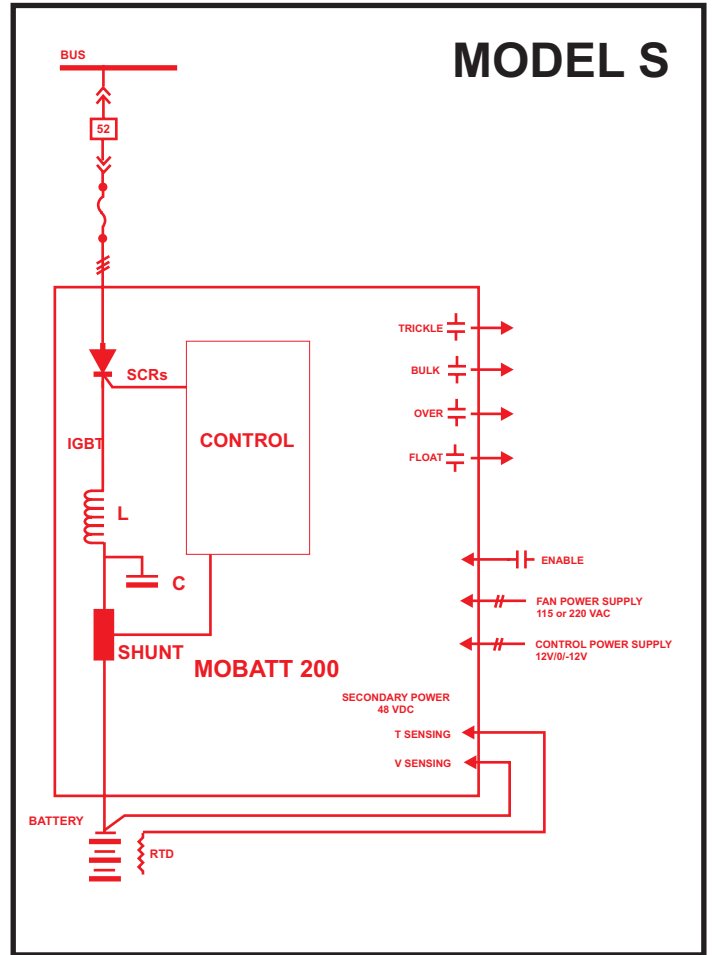 MODEL S
BUS
52
TRICKLE
SCRs
BULK
OVER
IGBT
CONTROL
FLOAT
L
ENABLE
C
FAN POWER SUPPLY
115 or 220 VAC
SHUNT
CONTROL POWER SUPPLY
12V/0/-12V
MOBATT 200
SECONDARY POWER
48 VDC
T SENSING
V SENSING
BATTERY
RTD